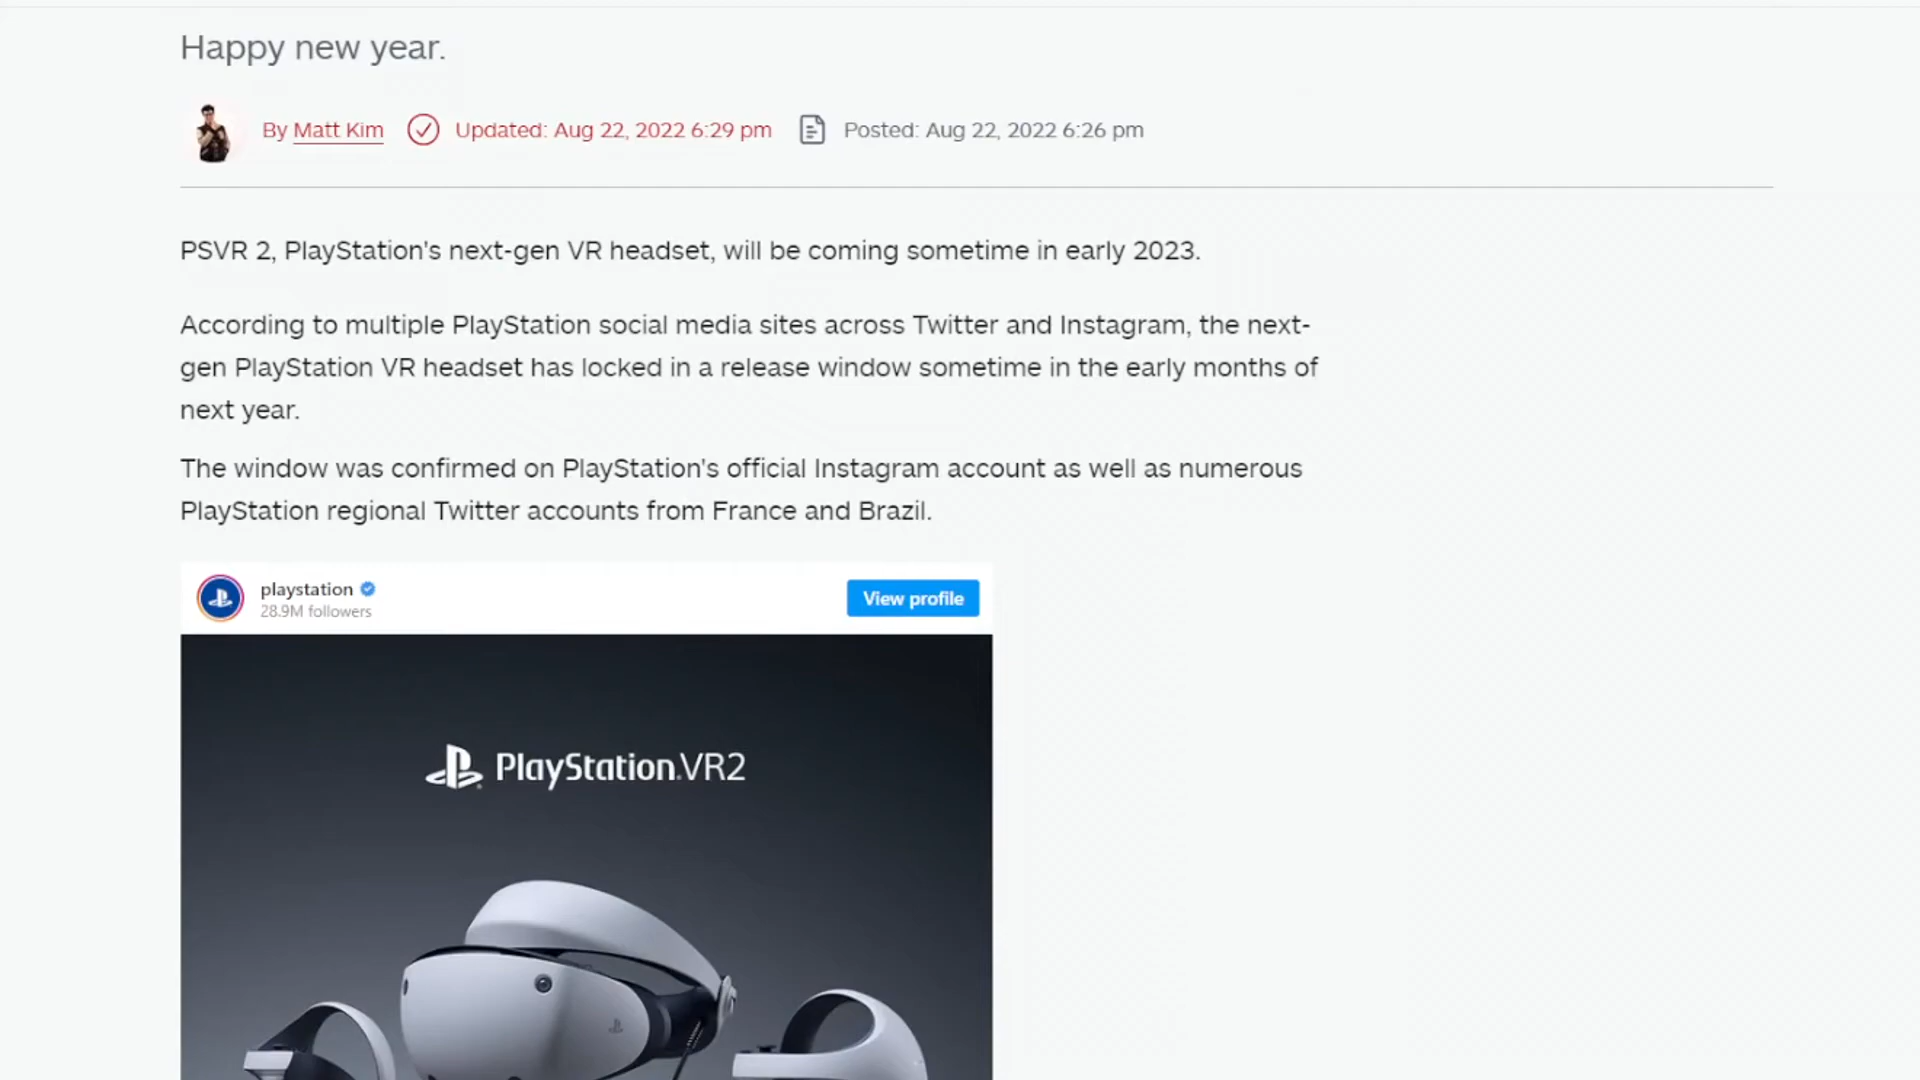 Happy new year.
By Matt Kim Updated: Aug 22, 2022 6:29 pm Posted: Aug 22, 2022 6:26 pm
PSVR 2, PlayStation's next-gen VR headset, will be coming sometime in early 2023.
According to multiple PlayStation social media sites across Twitter and Instagram, the next-
gen PlayStation VR headset has locked in a release window sometime in the early months of
next year.
The window was confirmed on PlayStation's official Instagram account as well as numerous
PlayStation regional Twitter accounts from France and Brazil.
playstation
View profile
28.9M followers
PlayStation.VR2